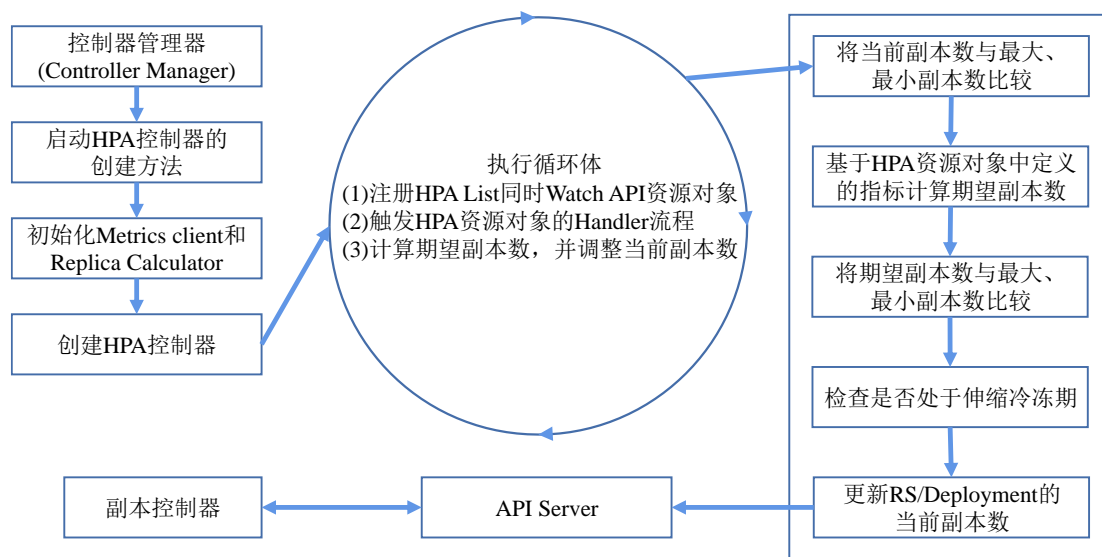 控制器管理器
(Controller Manager)
启动HPA控制器的
创建方法
初始化Metrics client和
Replica Calculator
创建HPA控制器
执行循环体
(1)注册HPA List同时Watch API资源对象
(2)触发HPA资源对象的Handler流程
(3)计算期望副本数，并调整当前副本数
将当前副本数与最大、
最小副本数比较
基于HPA资源对象中定义
的指标计算期望副本数
将期望副本数与最大、
最小副本数比较
检查是否处于伸缩冷冻期
更新RS/Deployment的
当前副本数
API Server
副本控制器